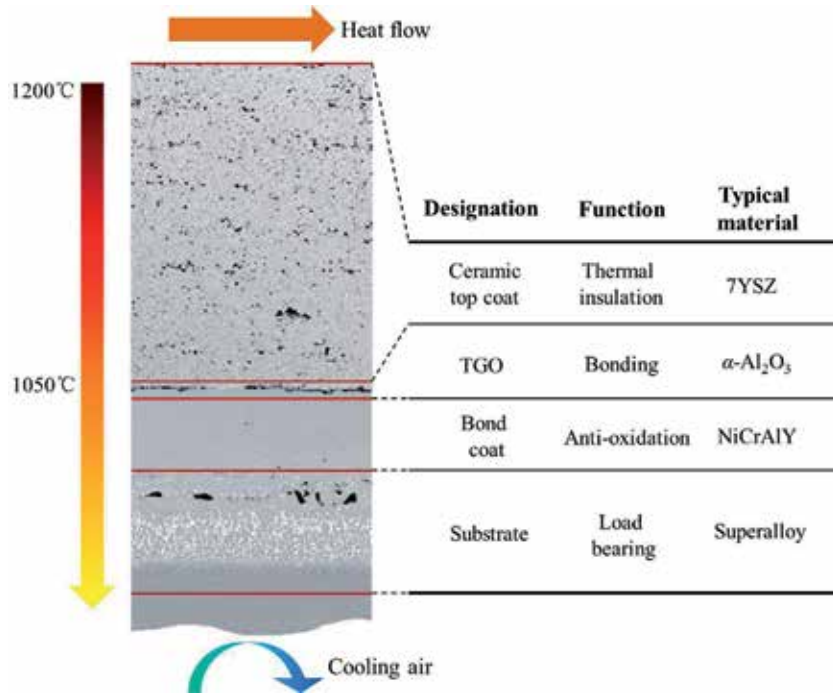 Heat flow
1200℃
1050℃
Designation Function Typical material
Ceramic top coat Thermal insulation 7YSZ
TGO Bonding α-Al₂O₃
Bond coat Anti-oxidation NiCrAlY
Substrate Load bearing Superalloy
Cooling air